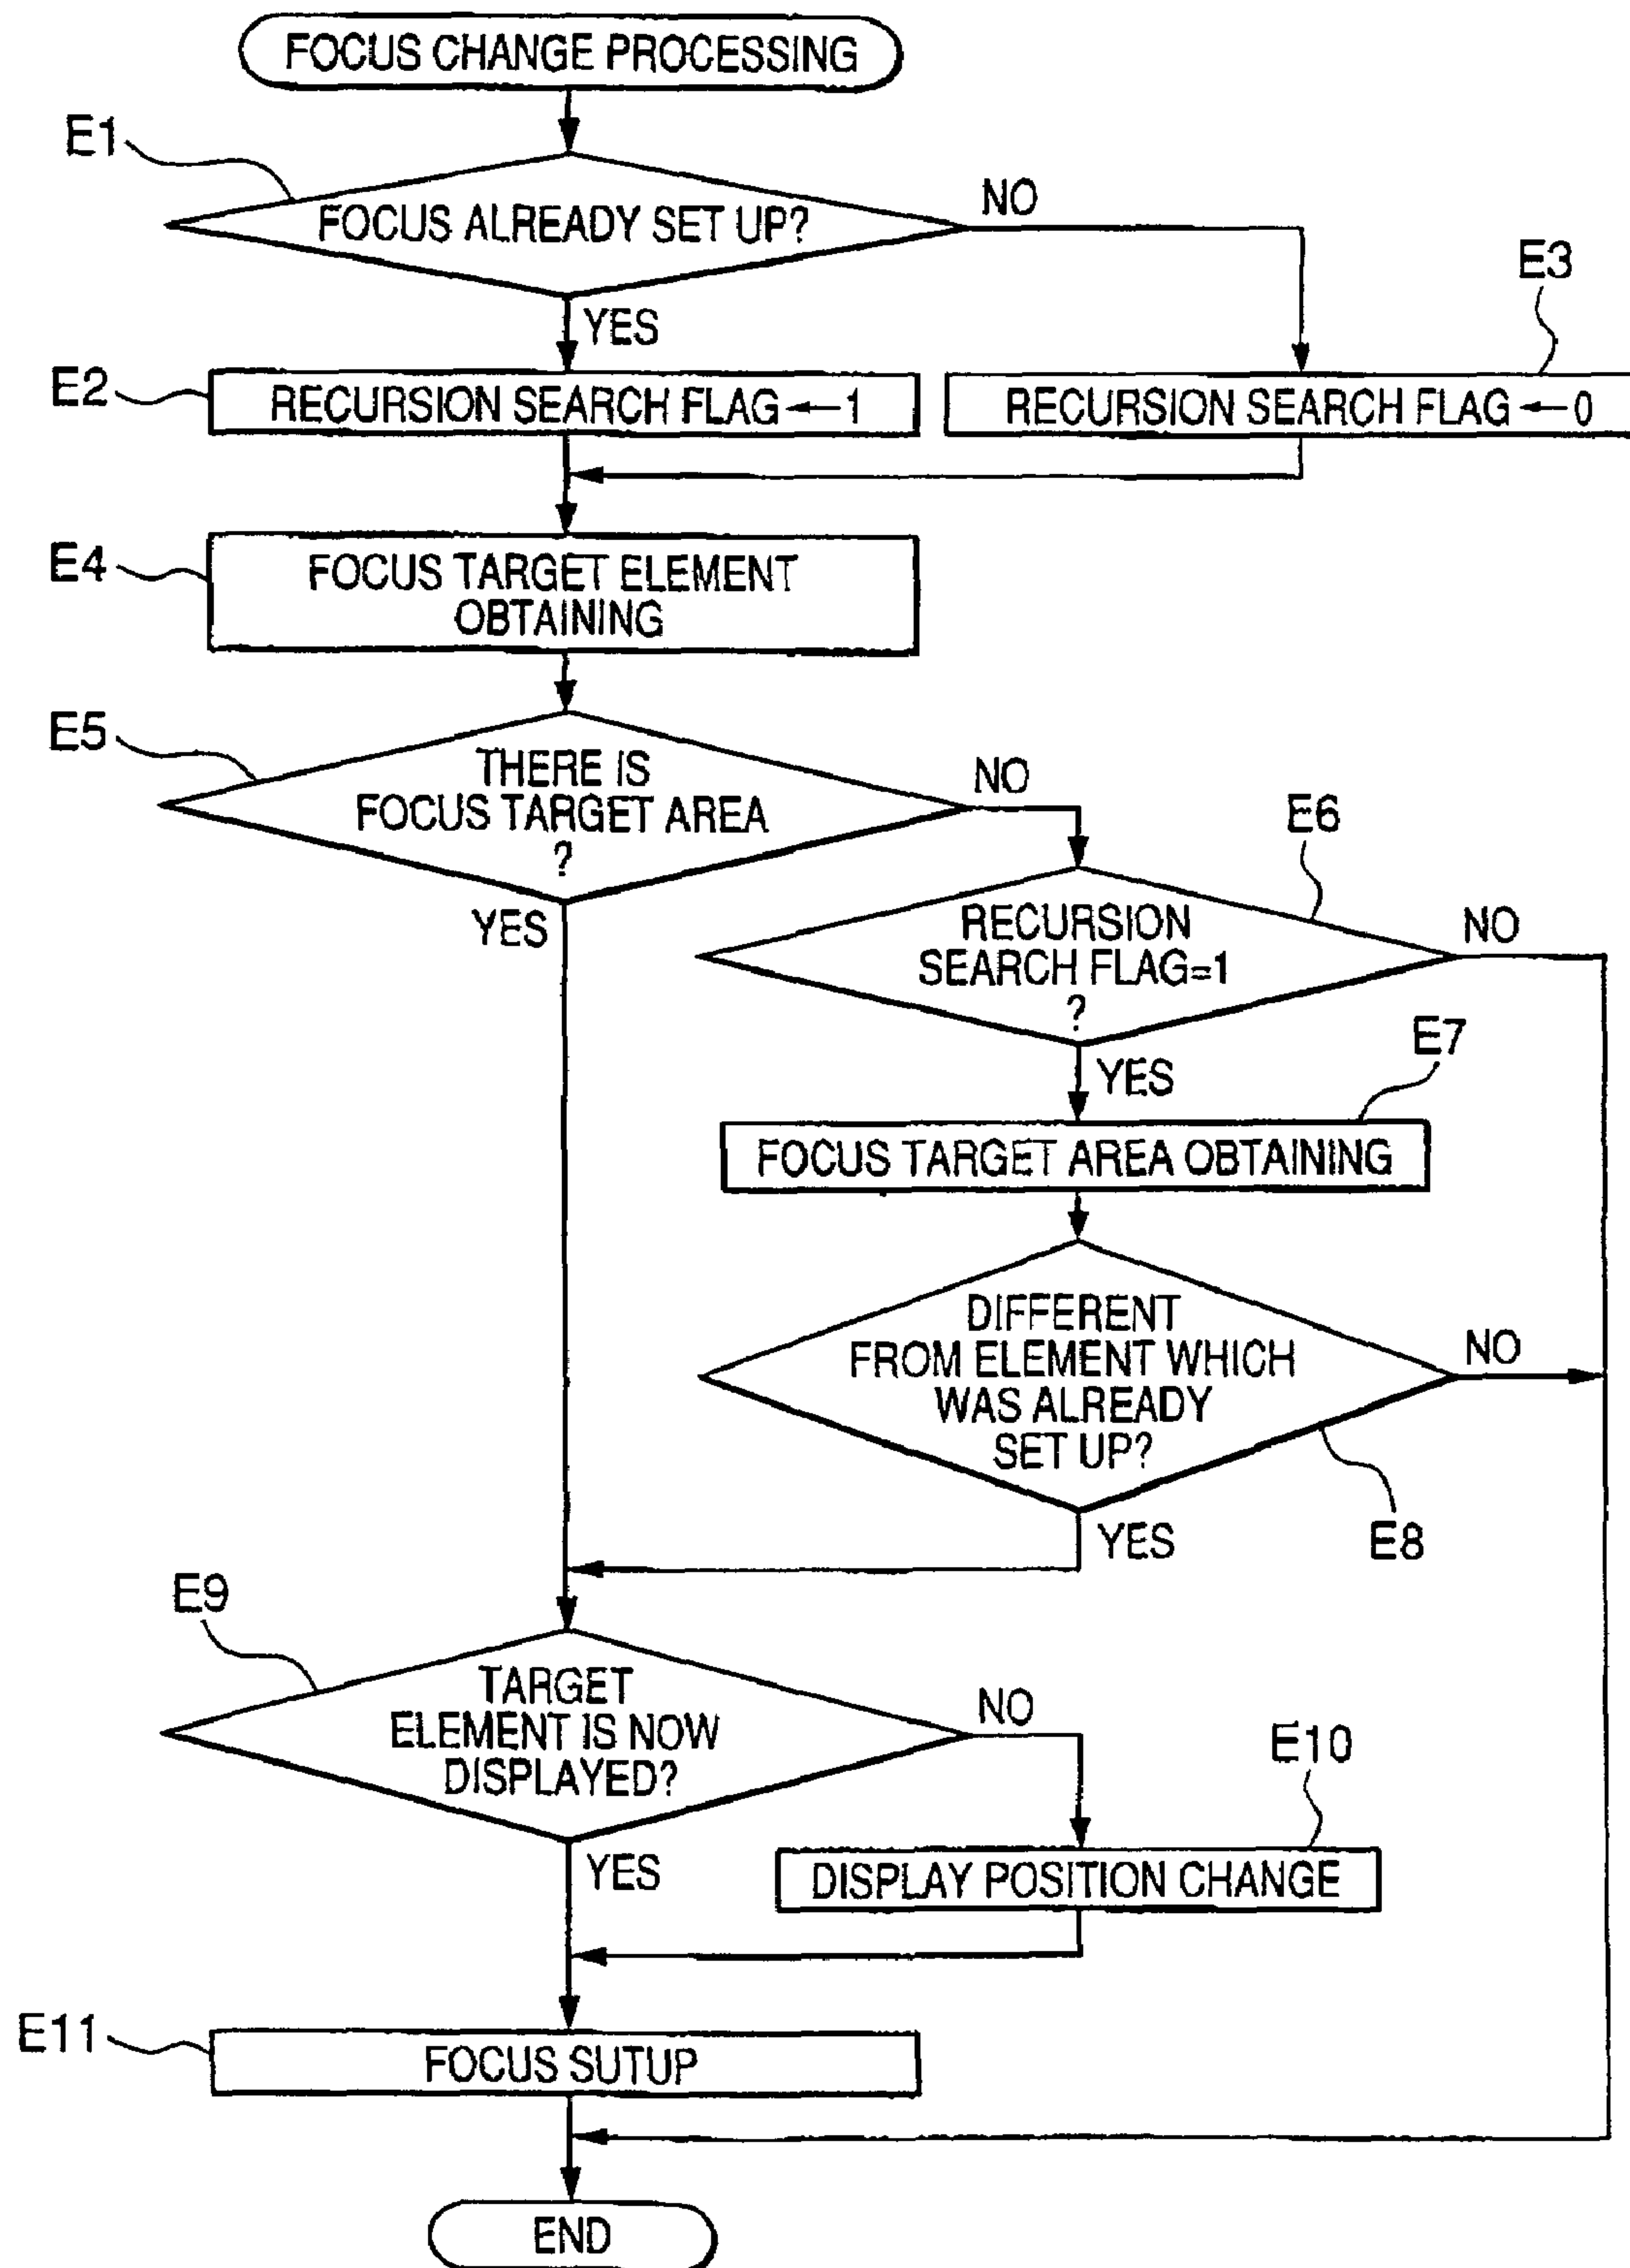 FOCUS CHANGE PROCESSING
E1
FOCUS ALREADY SET UP?
NO
YES
E3
E2
RECURSION SEARCH FLAG←1
RECURSION SEARCH FLAG←0
E4
FOCUS TARGET ELEMENT
OBTAINING
E5
THERE IS
FOCUS TARGET AREA
?
NO
YES
E6
RECURSION
SEARCH FLAG=1
?
NO
YES
E7
FOCUS TARGET AREA OBTAINING
DIFFERENT
FROM ELEMENT WHICH
WAS ALREADY
SET UP?
NO
YES
E8
E9
TARGET
ELEMENT IS NOW
DISPLAYED?
NO
YES
E10
DISPLAY POSITION CHANGE
E11
FOCUS SUTUP
END